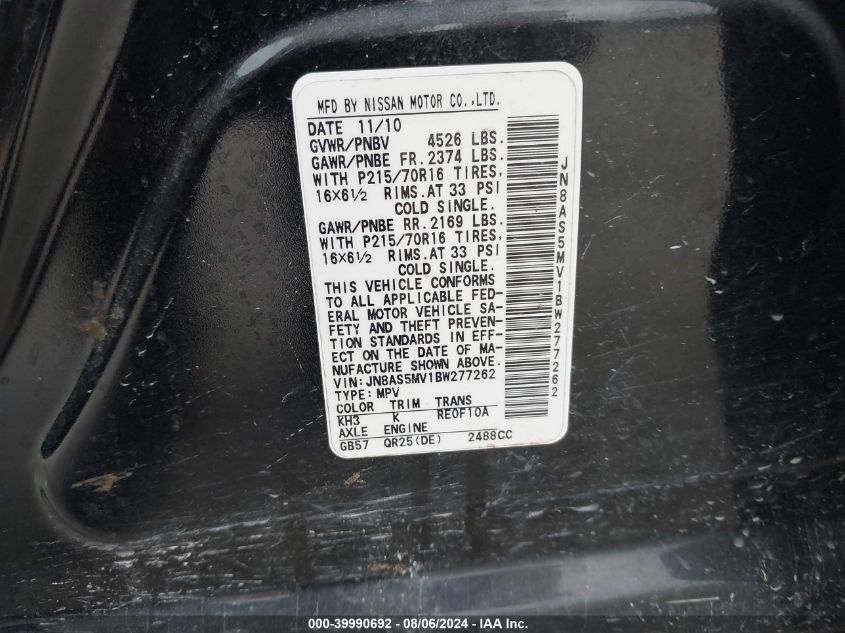 MFD BY NISSAN MOTOR CO.,LTD.
DATE 11/10
GVWR/PNBV 4526 LBS.
GAWR/PNBE FR. 2374 LBS.
WITH P215/70R16 TIRES,
16X6½ RIMS. AT 33 PSI
COLD SINGLE.
GAWR/PNBE RR. 2169 LBS.
WITH P215/70R16 TIRES,
16X6½ RIMS. AT 33 PSI
COLD SINGLE.
THIS VEHICLE CONFORMS
TO ALL APPLICABLE FED-
ERAL MOTOR VEHICLE SA-
FETY AND THEFT PREVEN-
TION STANDARDS IN EFF-
ECT ON THE DATE OF MA-
NUFACTURE SHOWN ABOVE.
VIN:JN8AS5MV1BW277262
TYPE:MPV
COLOR TRIM TRANS
KH3 K RE0F10A
AXLE ENGINE
GB57 QR25(DE) 2488CC
JN8AS5MV1BW277262
000-39990692 - 08/06/2024 - IAA Inc.